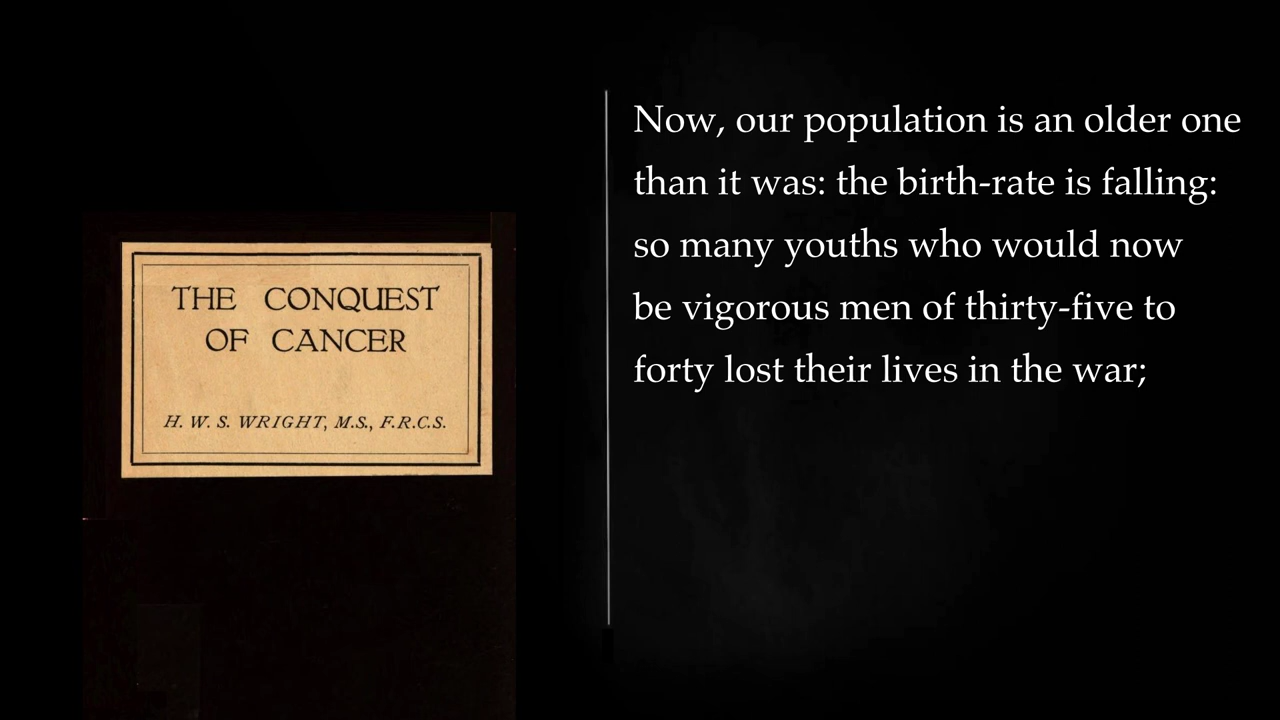 THE CONQUEST
OF CANCER
H. W. S. WRIGHT, M.S., F.R.C.S.
Now, our population is an older one
than it was: the birth-rate is falling:
so many youths who would now
be vigorous men of thirty-five to
forty lost their lives in the war;